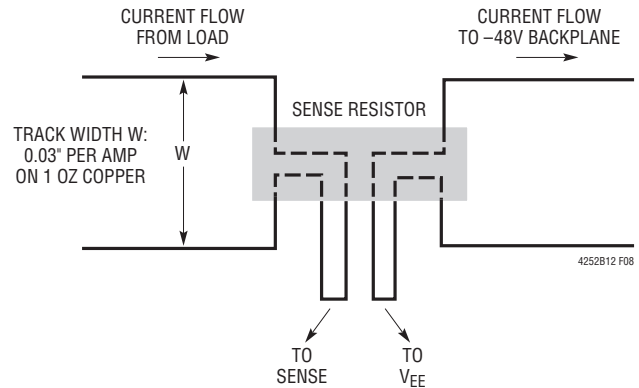 CURRENT FLOW
FROM LOAD
CURRENT FLOW
TO –48V BACKPLANE
SENSE RESISTOR
TRACK WIDTH W:
0.03" PER AMP
ON 1 OZ COPPER
W
4252B12 F08
TO
SENSE
TO
VEE